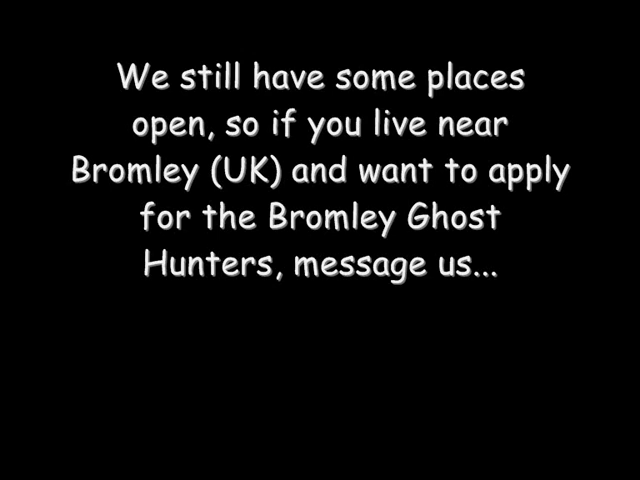 We still have some places
open, so if you live near
Bromley (UK) and want to apply
for the Bromley Ghost
Hunters, message us...